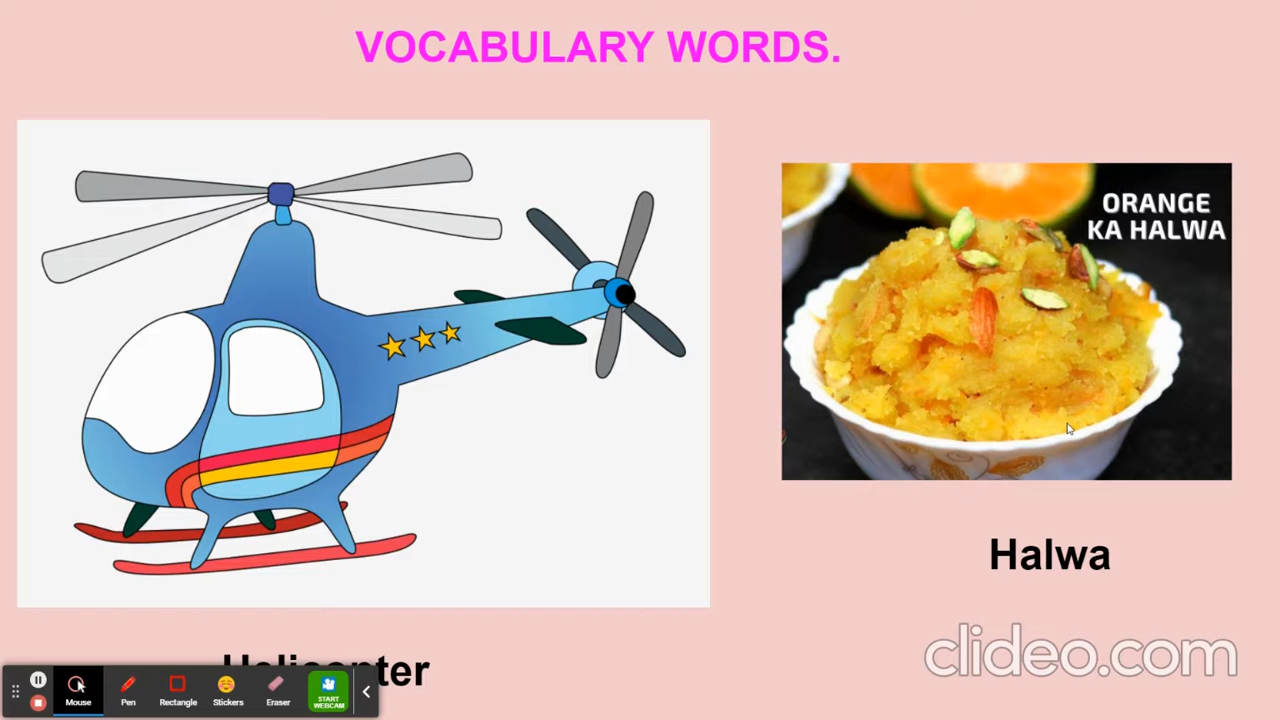 VOCABULARY WORDS.
ORANGE
KA HALWA
Halwa
clideo.com
Mouse
Pen
Rectangle
Stickers
Eraser
START
WEBCAM